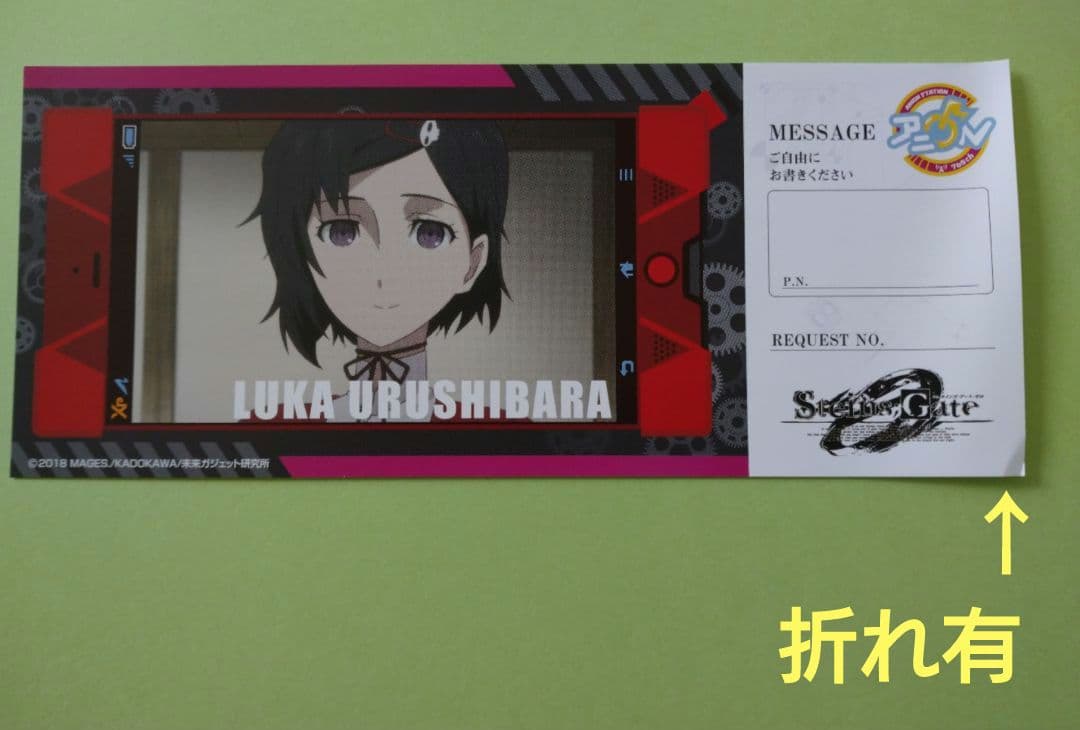 LUKA URUSHIBARA
©2018 MAGES./KADOKAWA/未来ガジェット研究所
アニON
MESSAGE
ご自由に
お書きください
P.N.
REQUEST NO.
Steins;Gate
折れ有